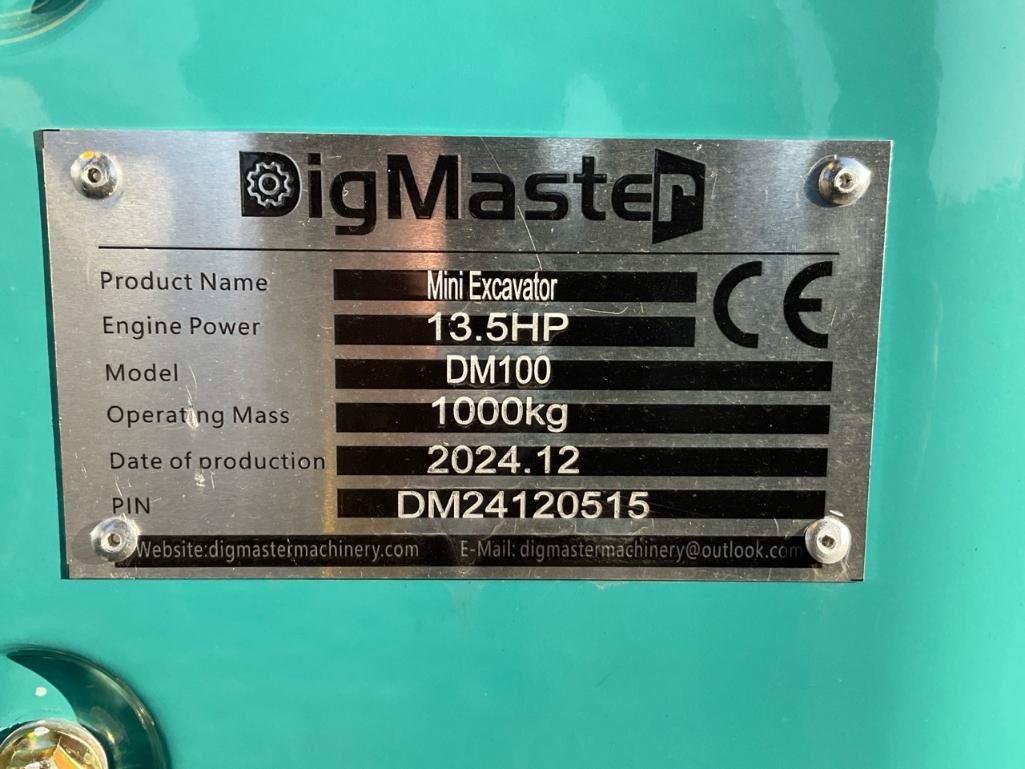 DigMaster
Product Name Mini Excavator
CE
Engine Power 13.5HP
Model DM100
Operating Mass 1000kg
Date of production 2024.12
PIN DM24120515
Website:digmastermachinery.com E-Mail: digmastermachinery@outlook.com